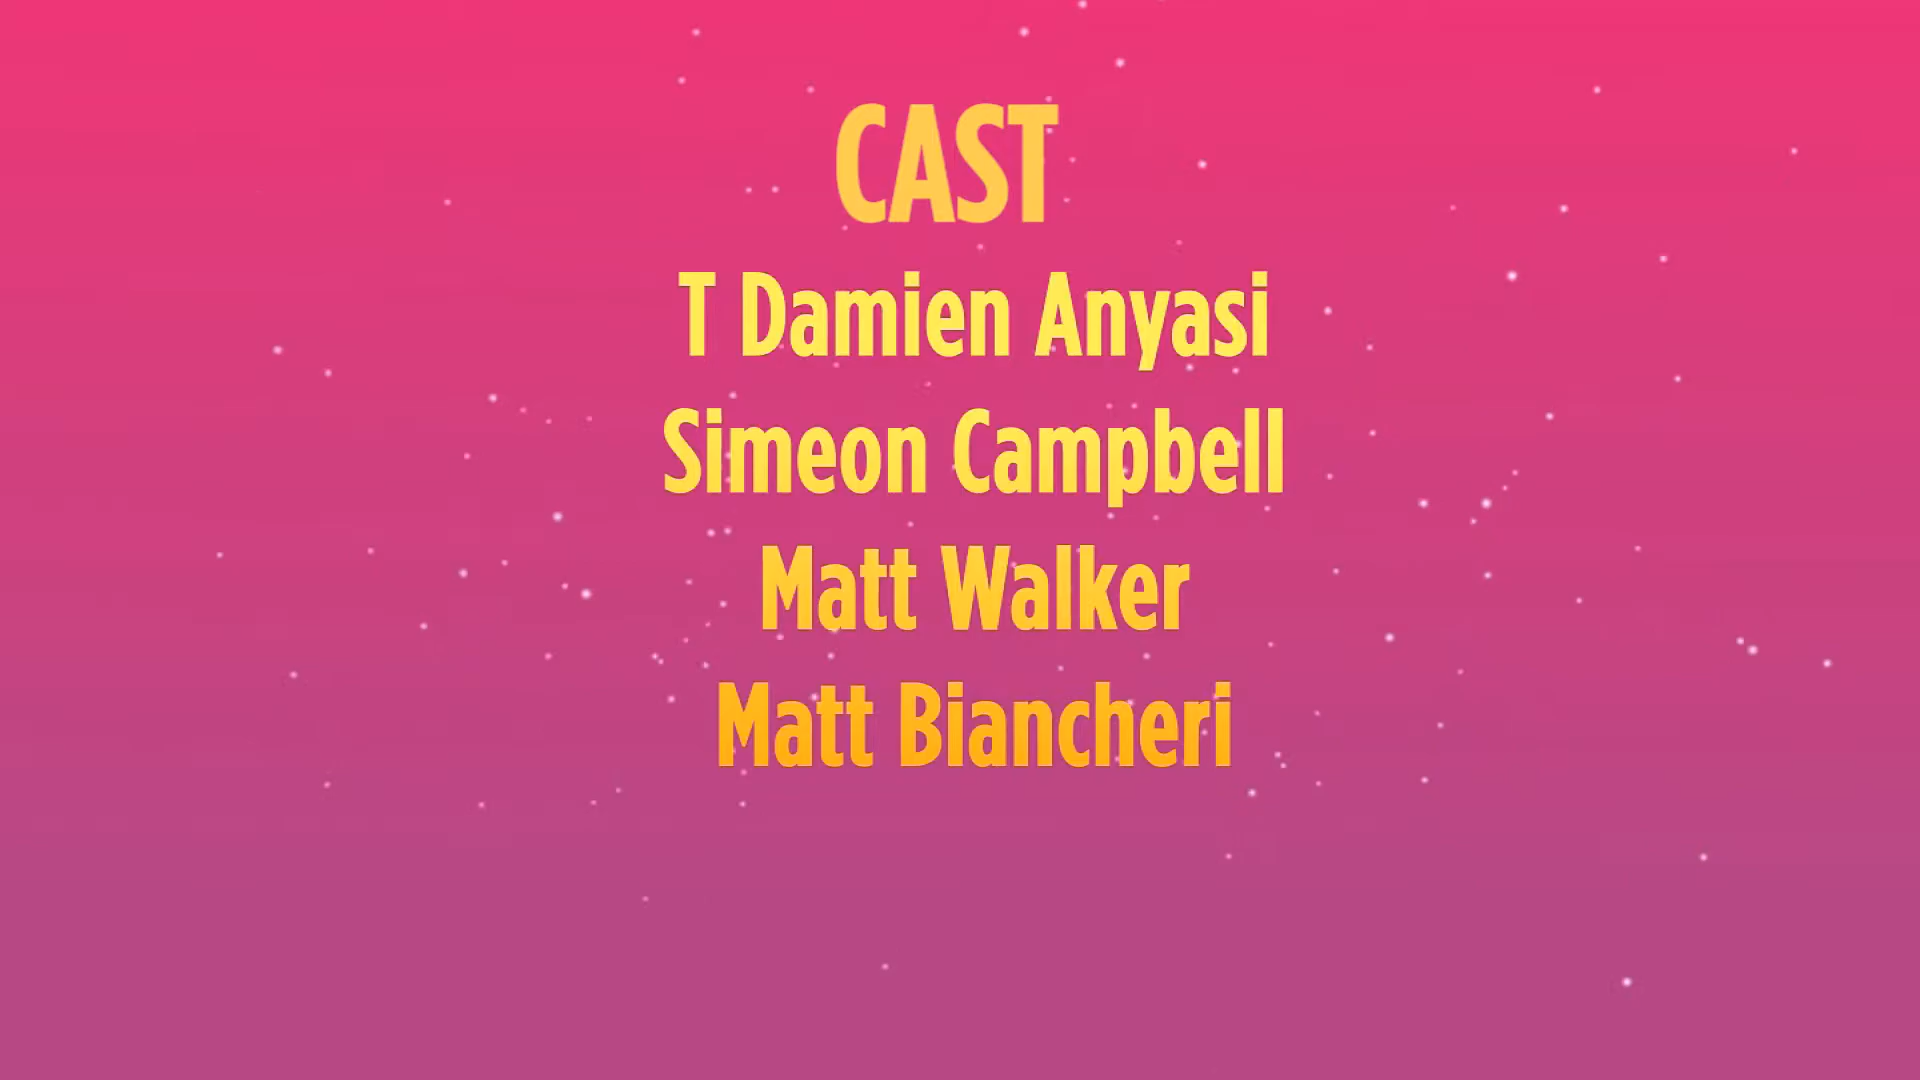 CAST
T Damien Anyasi
Simeon Campbell
Matt Walker
Matt Biancheri